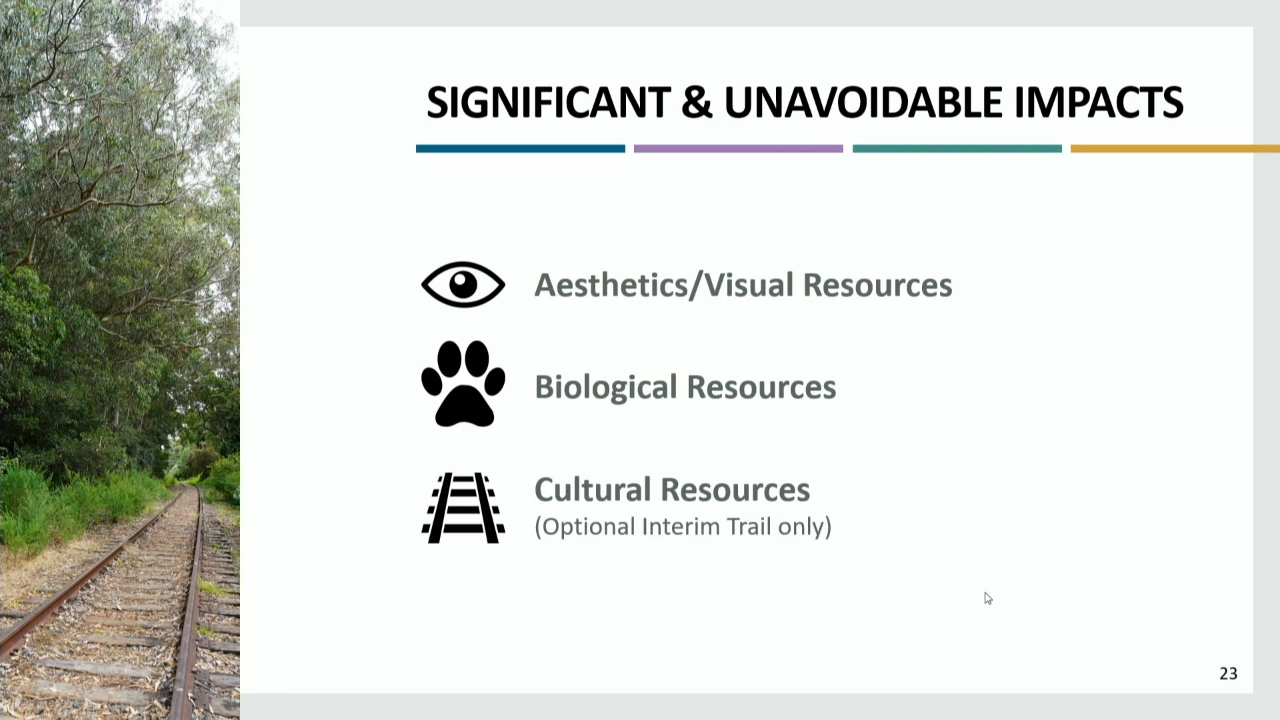 SIGNIFICANT & UNAVOIDABLE IMPACTS
Aesthetics/Visual Resources
Biological Resources
Cultural Resources
(Optional Interim Trail only)
23